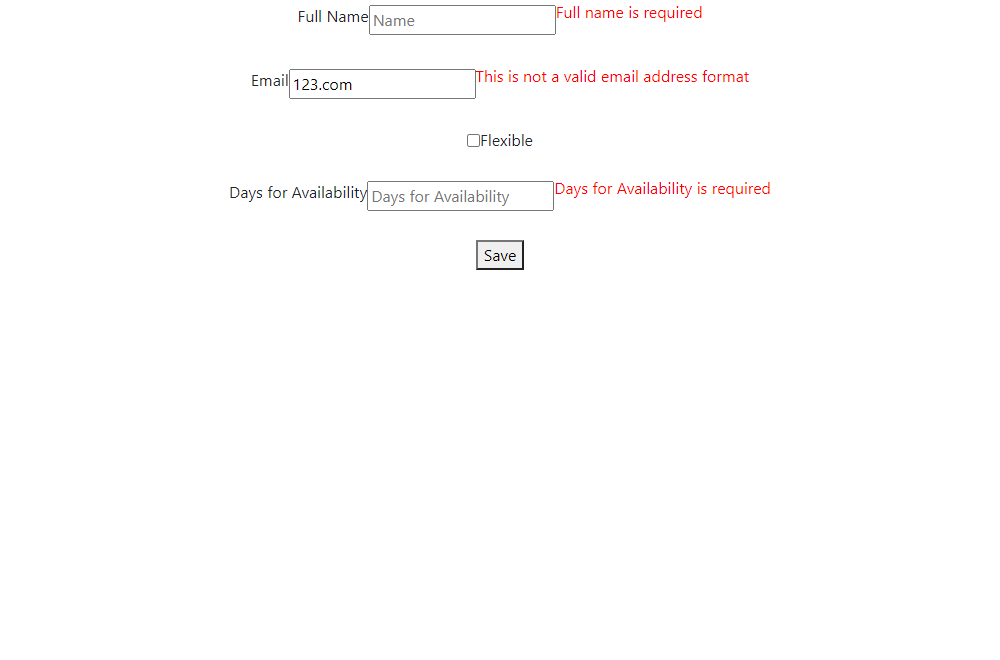 Full Name Name Full name is required
Email 123.com This is not a valid email address format
Flexible
Days for Availability Days for Availability Days for Availability is required
Save